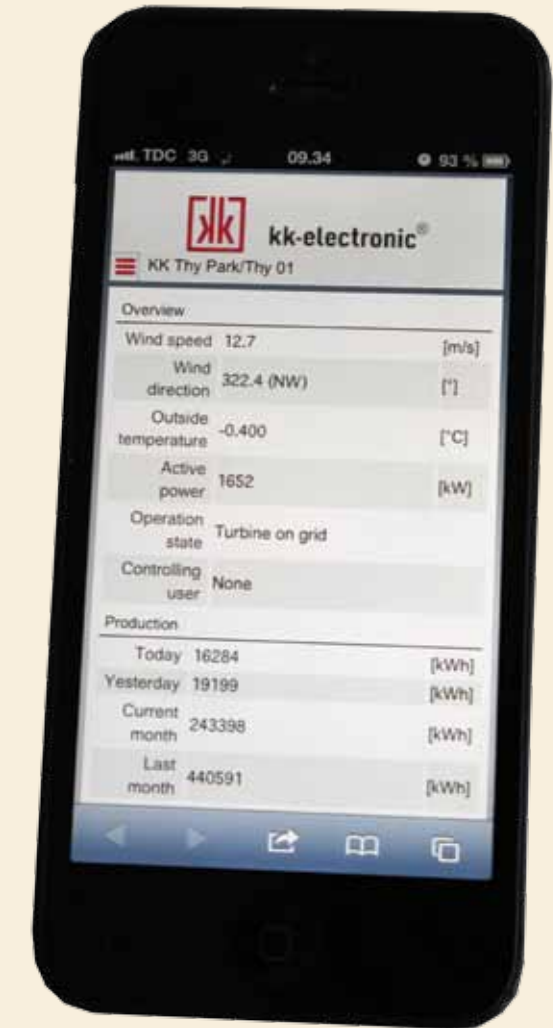 TDC 3G 09.34 93 %
kk kk-electronic®
KK Thy Park/Thy 01
Overview
Wind speed 12.7 [m/s]
Wind
direction 322.4 (NW) [°]
Outside
temperature -0.400 [°C]
Active
power 1652 [kW]
Operation
state Turbine on grid
Controlling
user None
Production
Today 16284 [kWh]
Yesterday 19199 [kWh]
Current
month 243398 [kWh]
Last
month 440591 [kWh]